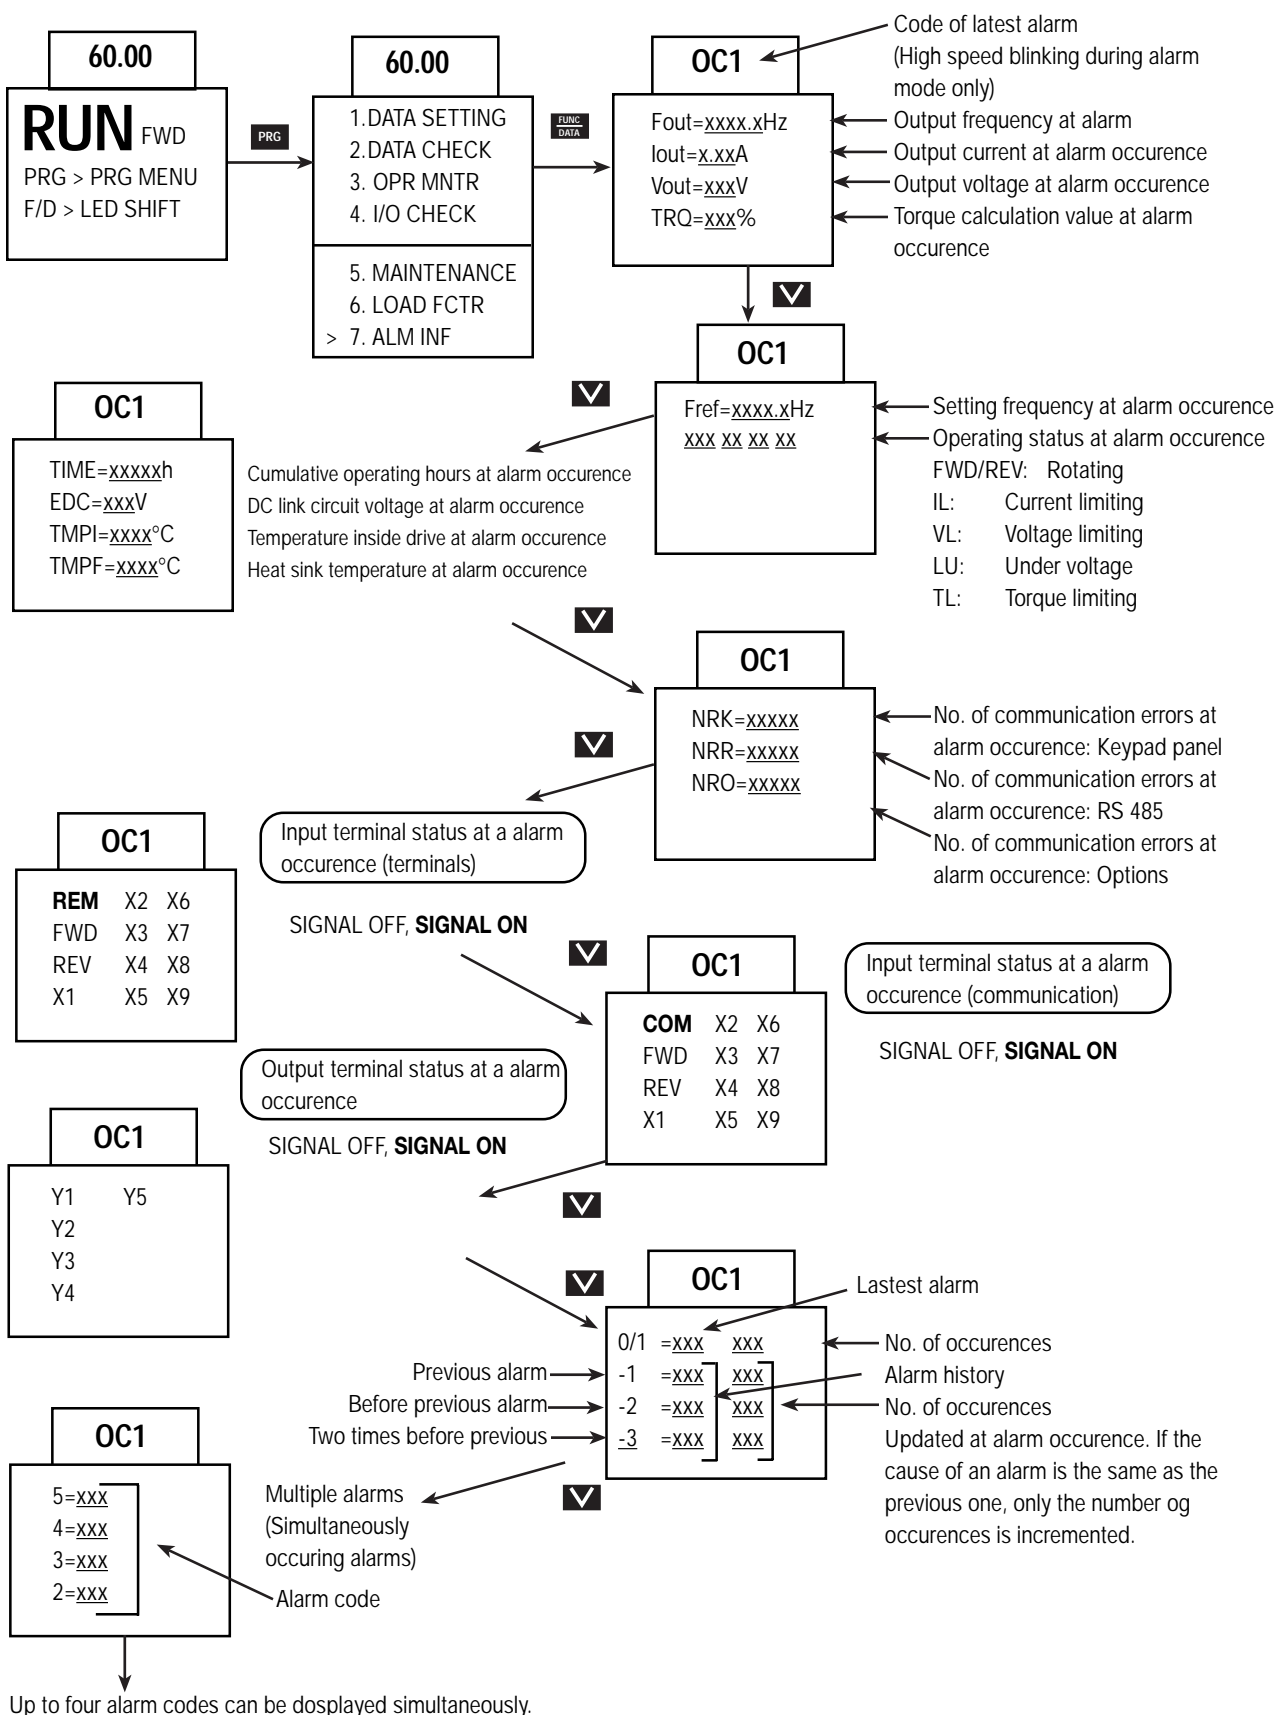 60.00
RUN FWD
PRG > PRG MENU
F/D > LED SHIFT
PRG
60.00
1.DATA SETTING
2.DATA CHECK
3. OPR MNTR
4. I/O CHECK
5. MAINTENANCE
6. LOAD FCTR
> 7. ALM INF
FUNC
DATA
OC1
Fout=xxxx.xHz
Iout=x.xxA
Vout=xxxV
TRQ=xxx%
Code of latest alarm
(High speed blinking during alarm
mode only)
Output frequency at alarm
Output current at alarm occurence
Output voltage at alarm occurence
Torque calculation value at alarm
occurence
OC1
Fref=xxxx.xHz
xxx xx xx xx
Setting frequency at alarm occurence
Operating status at alarm occurence
FWD/REV: Rotating
IL: Current limiting
VL: Voltage limiting
LU: Under voltage
TL: Torque limiting
OC1
TIME=xxxxxh
EDC=xxxV
TMPI=xxxx°C
TMPF=xxxx°C
Cumulative operating hours at alarm occurence
DC link circuit voltage at alarm occurence
Temperature inside drive at alarm occurence
Heat sink temperature at alarm occurence
OC1
NRK=xxxxx
NRR=xxxxx
NRO=xxxxx
No. of communication errors at
alarm occurence: Keypad panel
No. of communication errors at
alarm occurence: RS 485
No. of communication errors at
alarm occurence: Options
OC1
REM X2 X6
FWD X3 X7
REV X4 X8
X1 X5 X9
Input terminal status at a alarm
occurence (terminals)
SIGNAL OFF, SIGNAL ON
OC1
COM X2 X6
FWD X3 X7
REV X4 X8
X1 X5 X9
Input terminal status at a alarm
occurence (communication)
SIGNAL OFF, SIGNAL ON
Output terminal status at a alarm
occurence
SIGNAL OFF, SIGNAL ON
OC1
Y1 Y5
Y2
Y3
Y4
OC1
0/1 =xxx xxx
-1 =xxx xxx
-2 =xxx xxx
-3 =xxx xxx
Previous alarm
Before previous alarm
Two times before previous
Lastest alarm
No. of occurences
Alarm history
No. of occurences
Updated at alarm occurence. If the
cause of an alarm is the same as the
previous one, only the number og
occurences is incremented.
OC1
5=xxx
4=xxx
3=xxx
2=xxx
Multiple alarms
(Simultaneously
occuring alarms)
Alarm code
Up to four alarm codes can be dosplayed simultaneously.